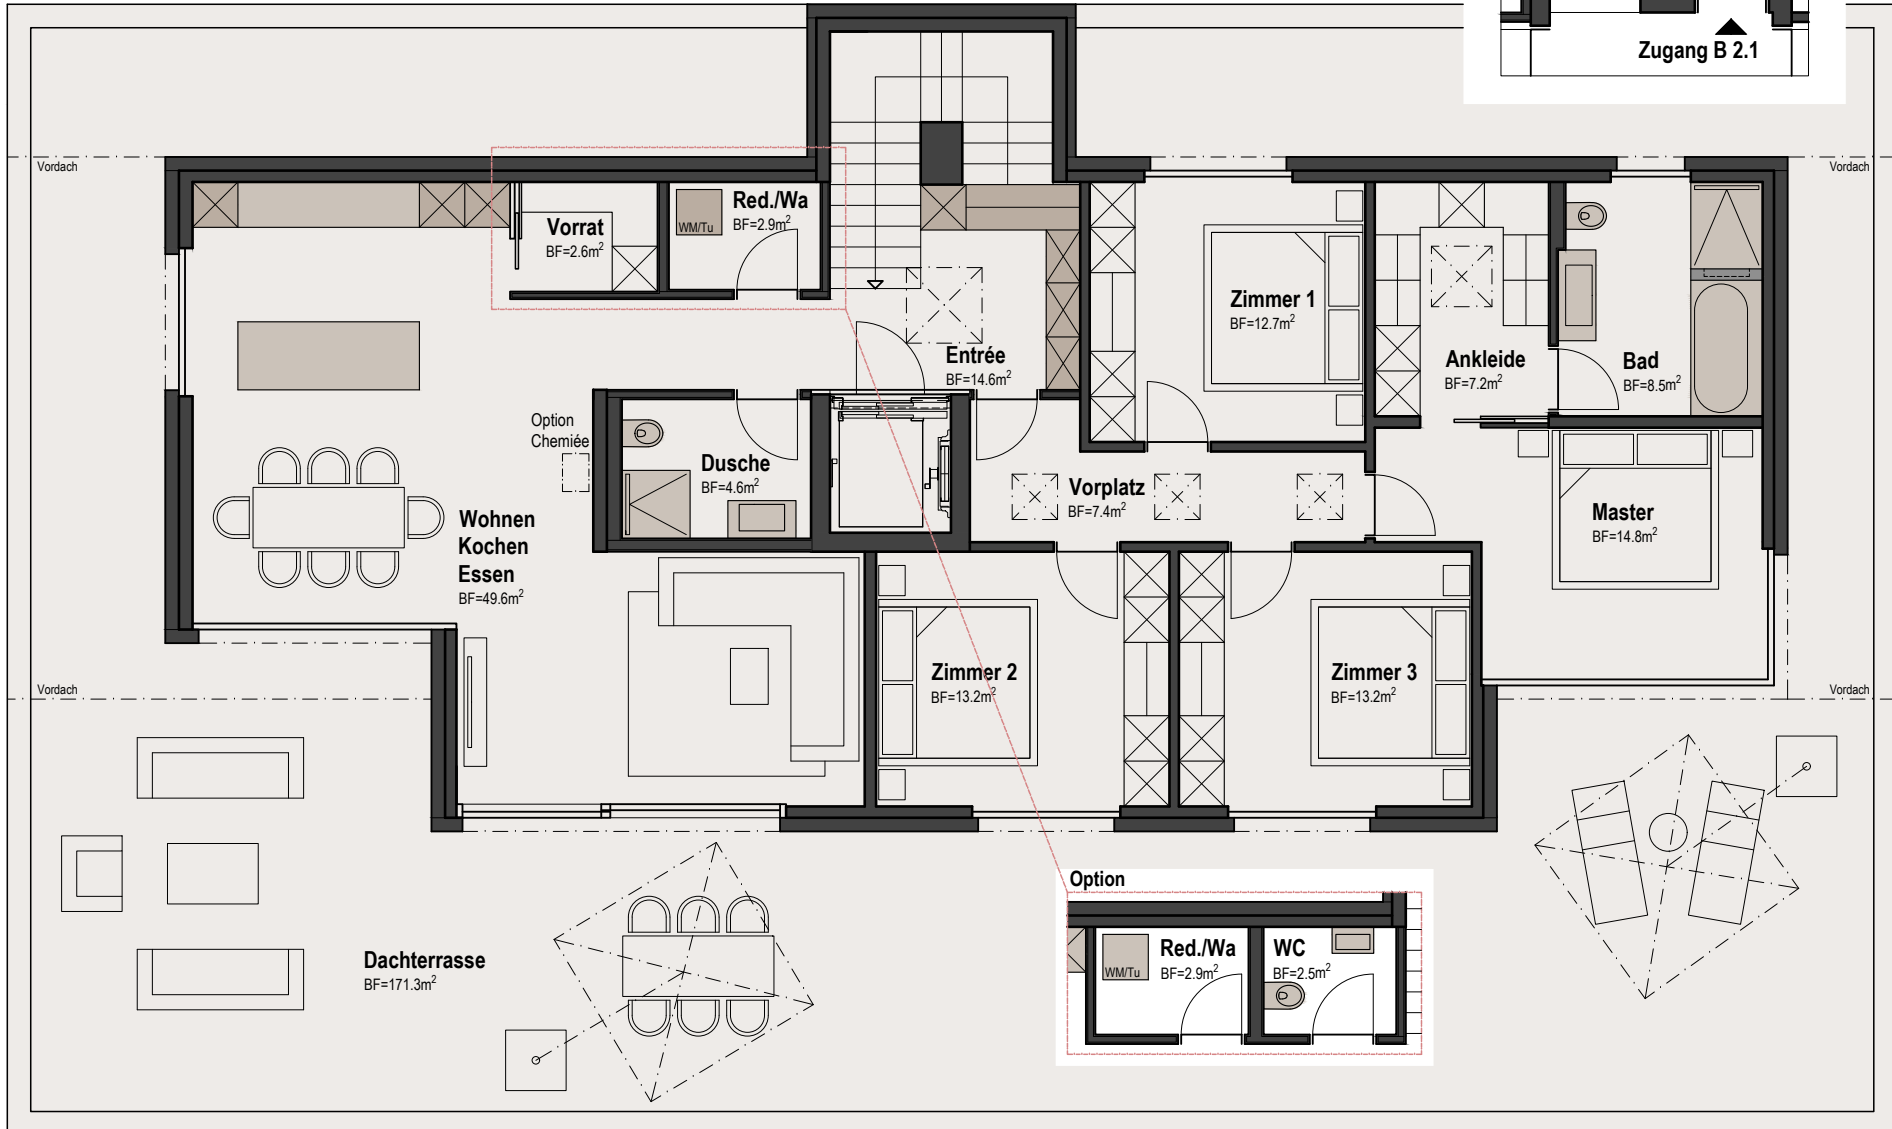 Zugang B 2.1
Vordach
Vordach
Red./Wa
BF=2.9m²
WM/Tu
Vorrat
BF=2.6m²
Zimmer 1
BF=12.7m²
Entrée
BF=14.6m²
Ankleide
BF=7.2m²
Bad
BF=8.5m²
Option
Chemiée
Dusche
BF=4.6m²
Vorplatz
BF=7.4m²
Master
BF=14.8m²
Wohnen
Kochen
Essen
BF=49.6m²
Zimmer 2
BF=13.2m²
Zimmer 3
BF=13.2m²
Vordach
Vordach
Option
Red./Wa
BF=2.9m²
WM/Tu
WC
BF=2.5m²
Dachterrasse
BF=171.3m²